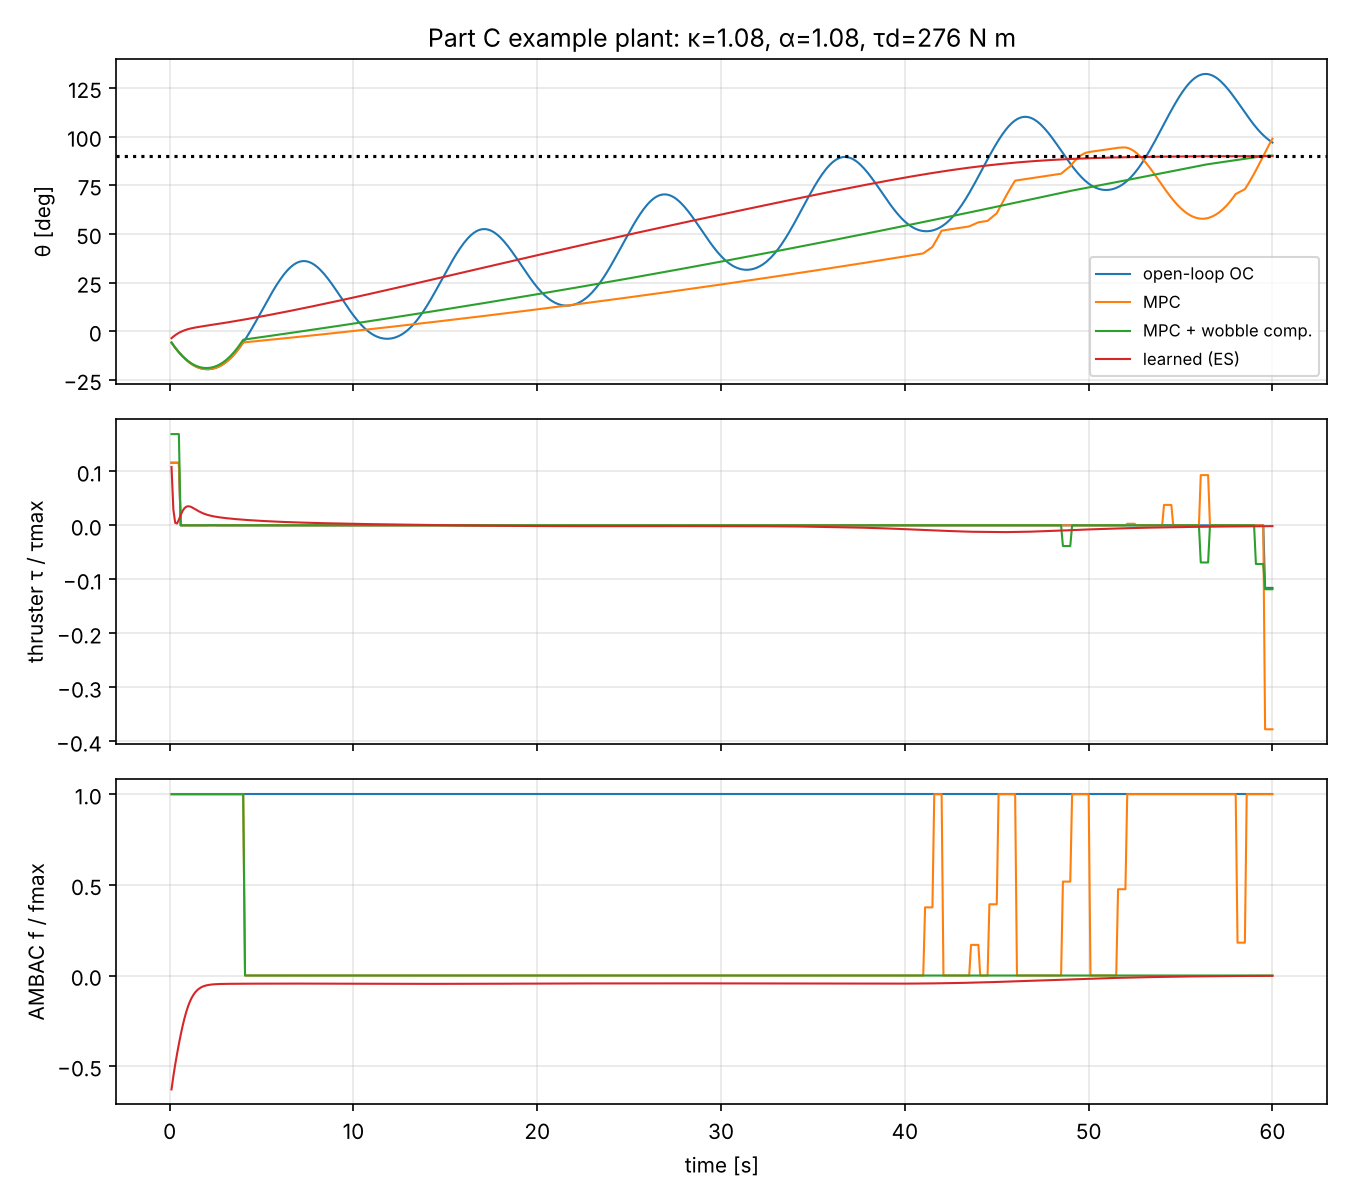 Part C example plant: κ=1.08, α=1.08, τd=276 N m
θ [deg]
125
100
75
50
25
0
−25
open-loop OC
MPC
MPC + wobble comp.
learned (ES)
thruster τ / τmax
0.1
0.0
−0.1
−0.2
−0.3
−0.4
AMBAC f / fmax
1.0
0.5
0.0
−0.5
0 10 20 30 40 50 60
time [s]